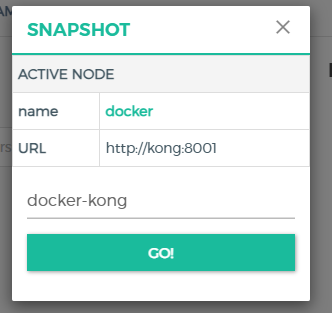 SNAPSHOT
ACTIVE NODE
name docker
URL http://kong:8001
docker-kong
GO!